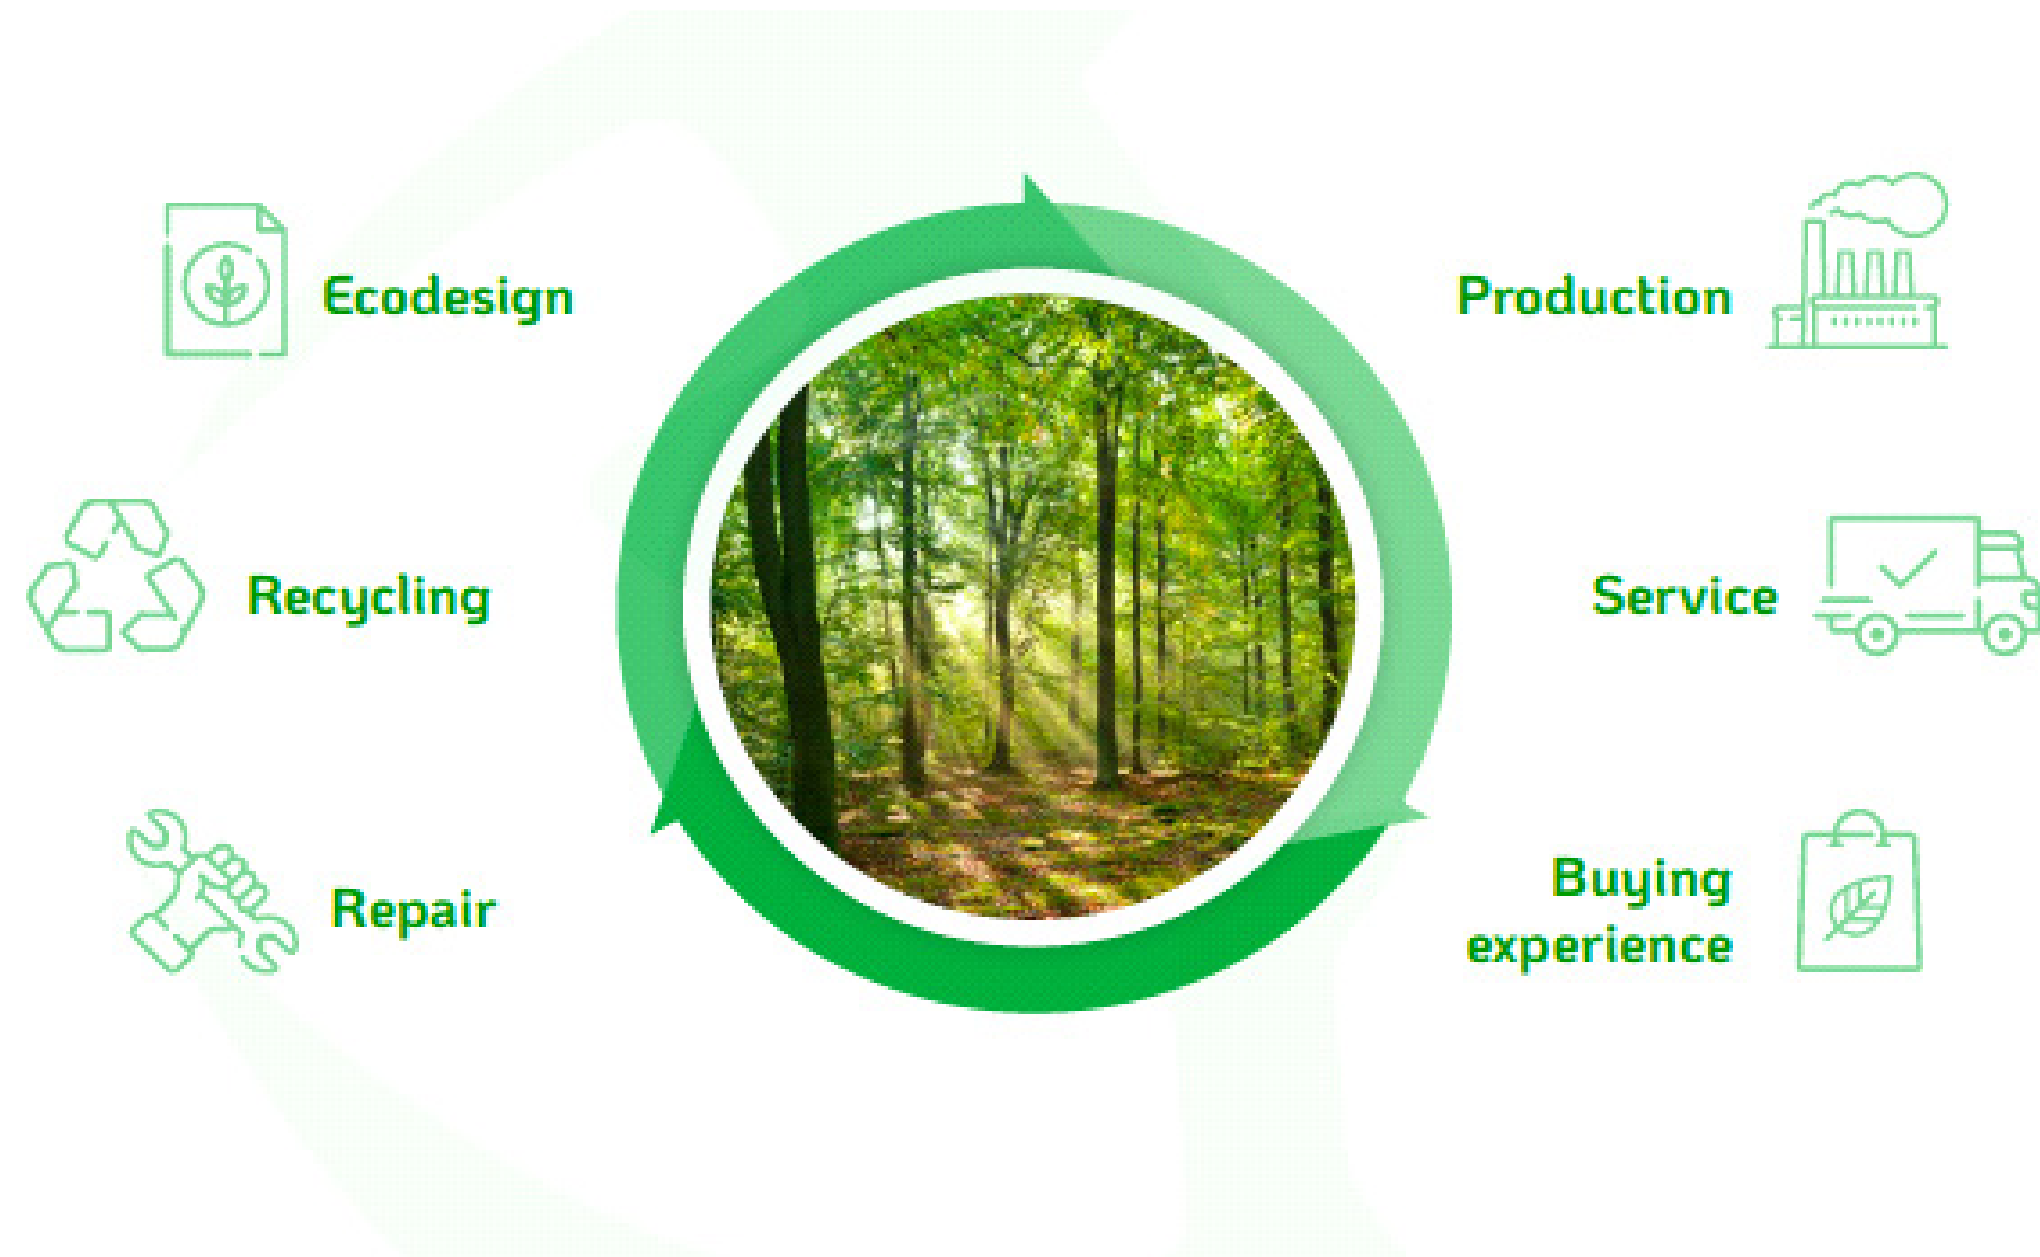 Ecodesign
Production
Recycling
Service
Repair
Buying
experience